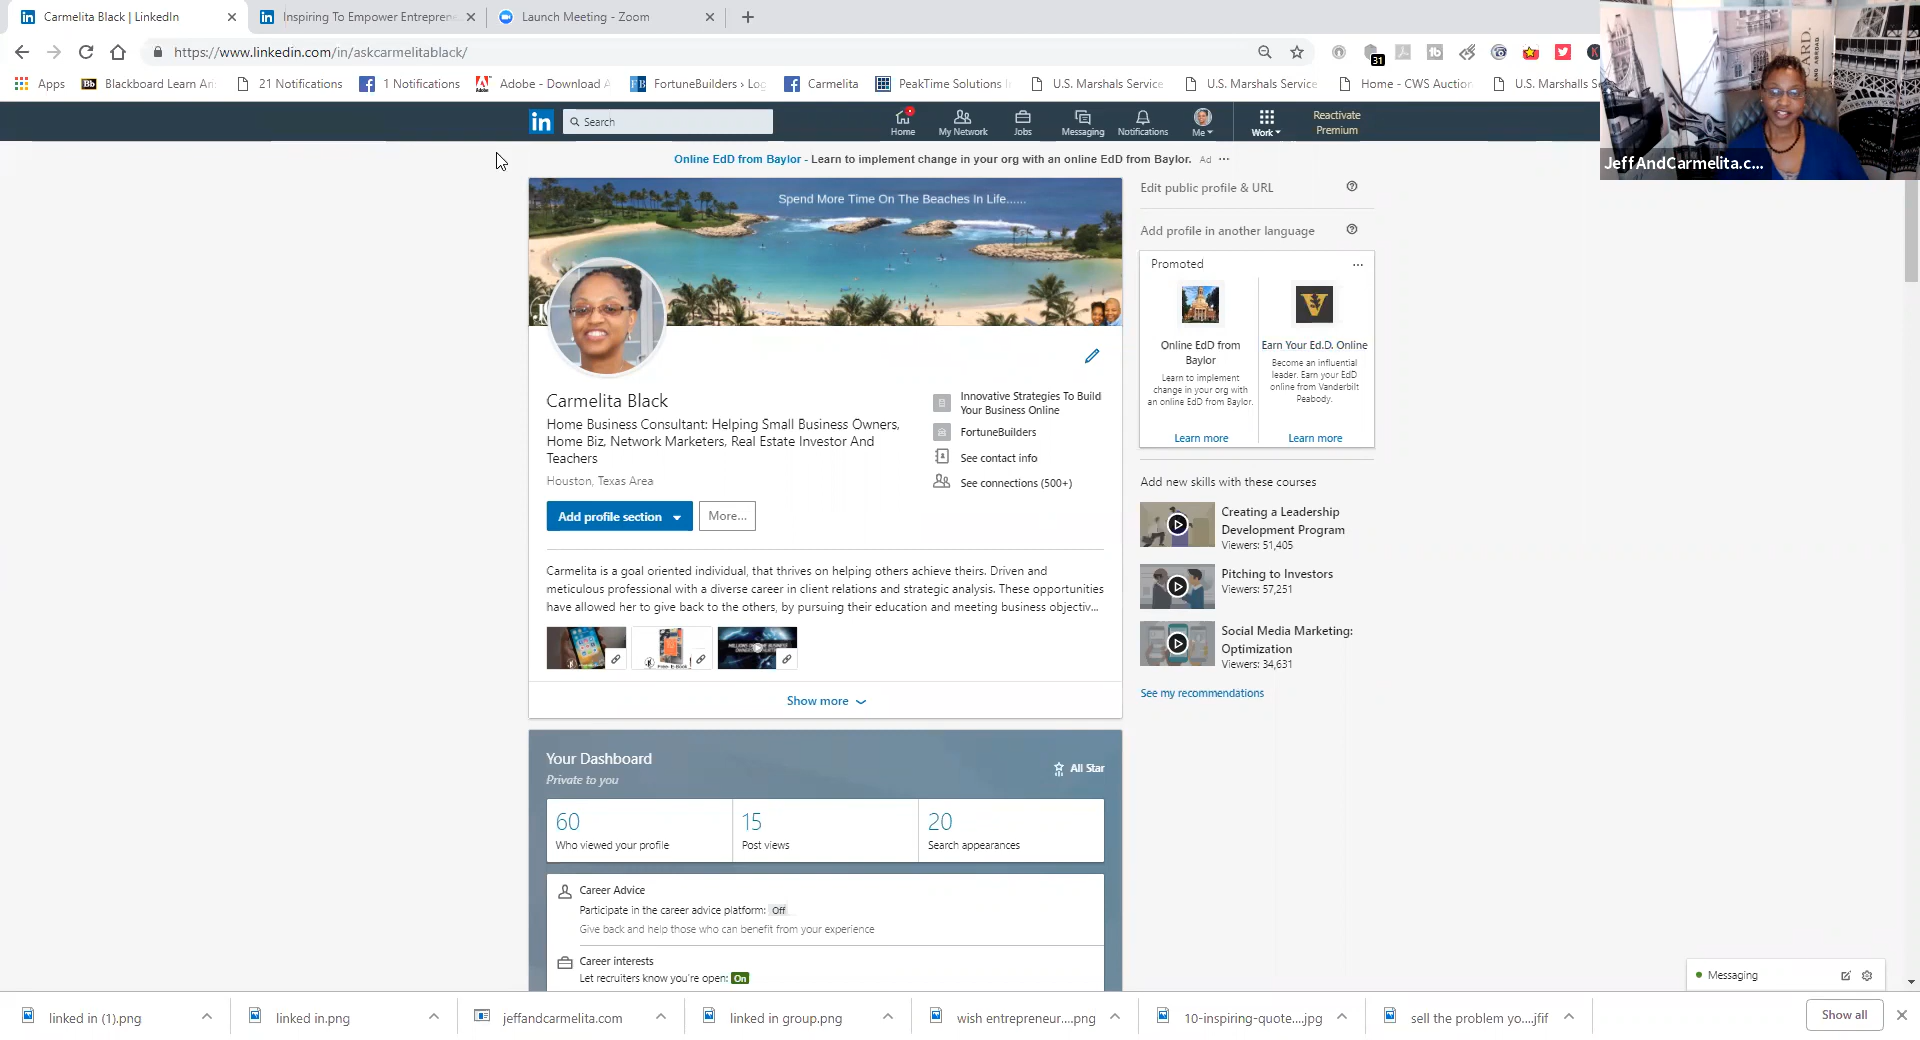 Carmelita Black | LinkedIn
Inspiring To Empower Entreprene
Launch Meeting - Zoom
https://www.linkedin.com/in/askcarmelitablack/
31
Apps
Blackboard Learn Ari
21 Notifications
1 Notifications
Adobe - Download A
FortuneBuilders › Log
Carmelita
PeakTime Solutions
U.S. Marshals Service
U.S. Marshals Service
Home - CWS Auction
U.S. Marshalls Se
JeffAndCarmelita.c...
in
Search
Home
My Network
Jobs
Messaging
Notifications
Me
Work
Reactivate
Premium
Online EdD from Baylor - Learn to implement change in your org with an online EdD from Baylor. Ad ...
Spend More Time On The Beaches In Life......
Carmelita Black
Home Business Consultant: Helping Small Business Owners,
Home Biz, Network Marketers, Real Estate Investor And
Teachers
Houston, Texas Area
Innovative Strategies To Build
Your Business Online
FortuneBuilders
See contact info
See connections (500+)
Add profile section
More...
Carmelita is a goal oriented individual, that thrives on helping others achieve theirs. Driven and
meticulous professional with a diverse career in client relations and strategic analysis. These opportunities
have allowed her to give back to the others, by pursuing their education and meeting business objectiv...
Free E-Book
Show more
Your Dashboard
Private to you
All Star
60
Who viewed your profile
15
Post views
20
Search appearances
Career Advice
Participate in the career advice platform: Off
Give back and help those who can benefit from your experience
Career interests
Let recruiters know you're open: On
Edit public profile & URL
Add profile in another language
Promoted
Online EdD from
Baylor
Learn to implement
change in your org with
an online EdD from Baylor.
Learn more
Earn Your Ed.D. Online
Become an influential
leader. Earn your EdD
online from Vanderbilt
Peabody.
Learn more
Add new skills with these courses
Creating a Leadership
Development Program
Viewers: 51,405
Pitching to Investors
Viewers: 57,251
Social Media Marketing:
Optimization
Viewers: 34,631
See my recommendations
Messaging
linked in (1).png
linked in.png
jeffandcarmelita.com
linked in group.png
wish entrepreneur....png
10-inspiring-quote....jpg
sell the problem yo....jfif
Show all